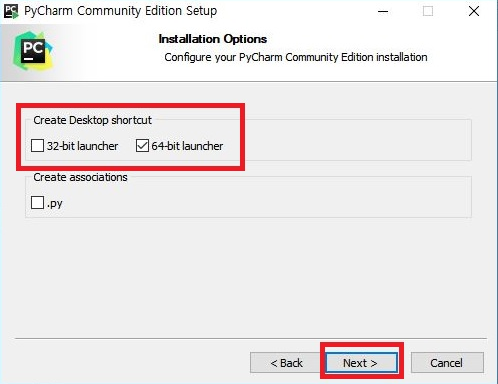 PyCharm Community Edition Setup
PC
Installation Options
Configure your PyCharm Community Edition installation
Create Desktop shortcut
32-bit launcher 64-bit launcher
Create associations
.py
< Back Next > Cancel